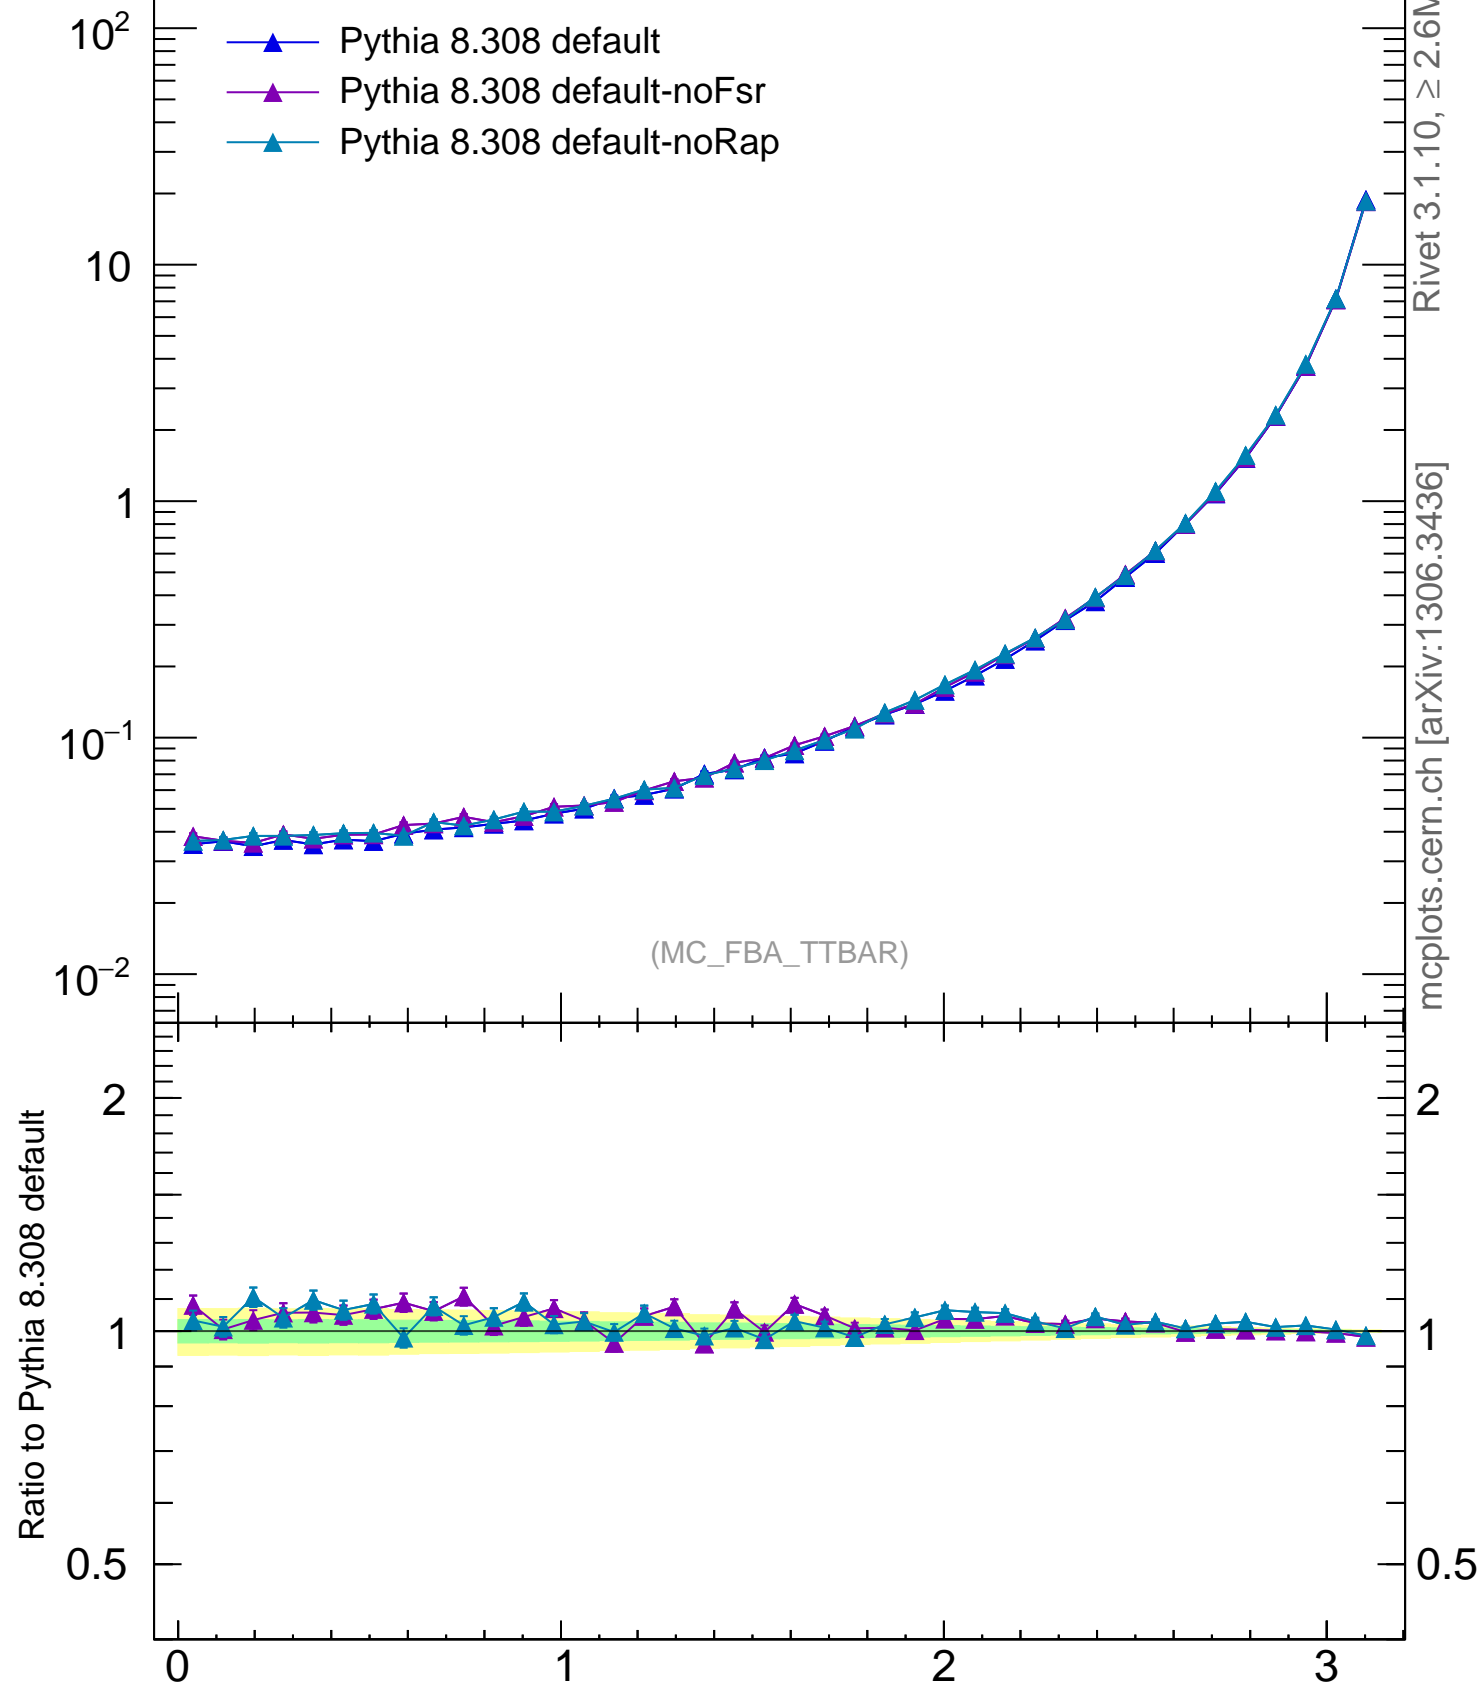 10²
Pythia 8.308 default
Pythia 8.308 default-noFsr
Pythia 8.308 default-noRap
10
1
10⁻¹
10⁻²
(MC_FBA_TTBAR)
Rivet 3.1.10, ≥ 2.6M
mcplots.cern.ch [arXiv:1306.3436]
Ratio to Pythia 8.308 default
2
2
1
1
0.5
0.5
0 1 2 3